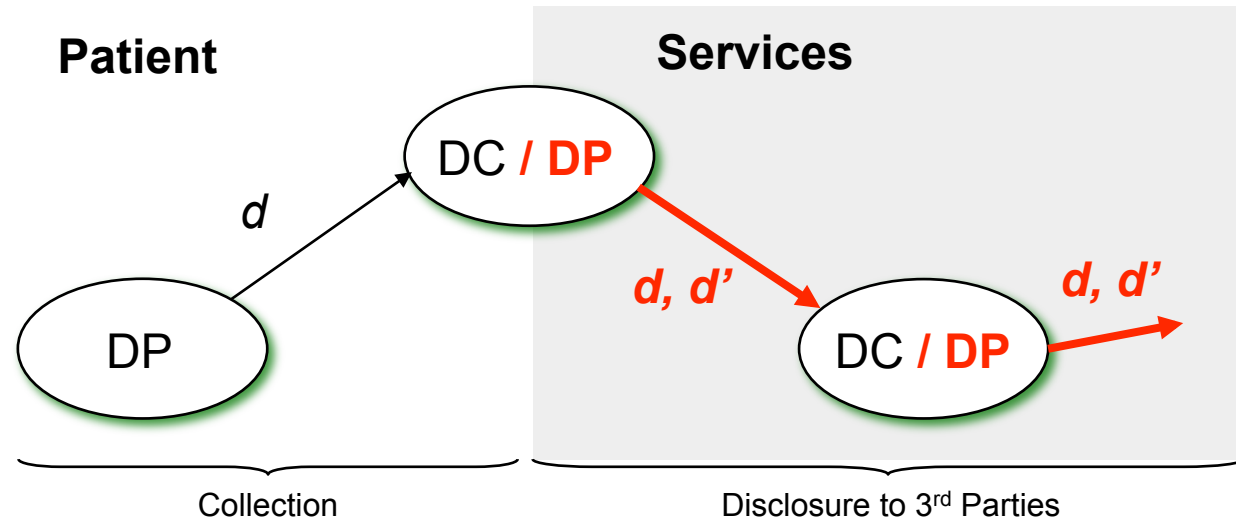 Patient
Services
DC / DP
d
d, d’
d, d’
DP
DC / DP
Collection
Disclosure to 3rd Parties